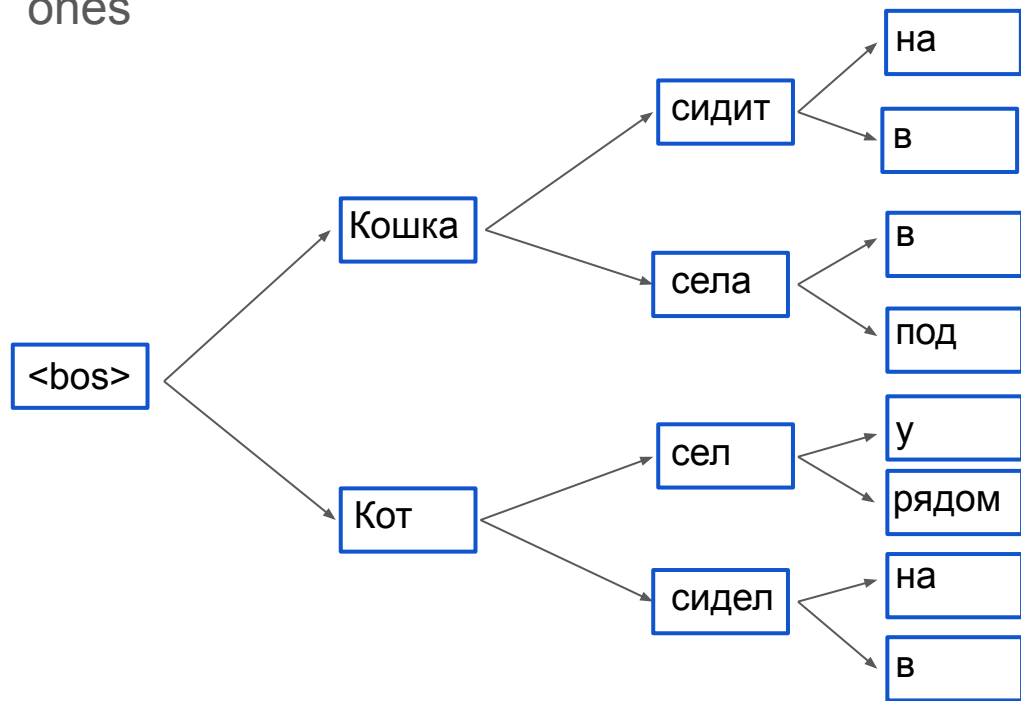 ones
на
сидит
в
Кошка
в
села
под
<bos>
у
сел
рядом
Кот
на
сидел
в